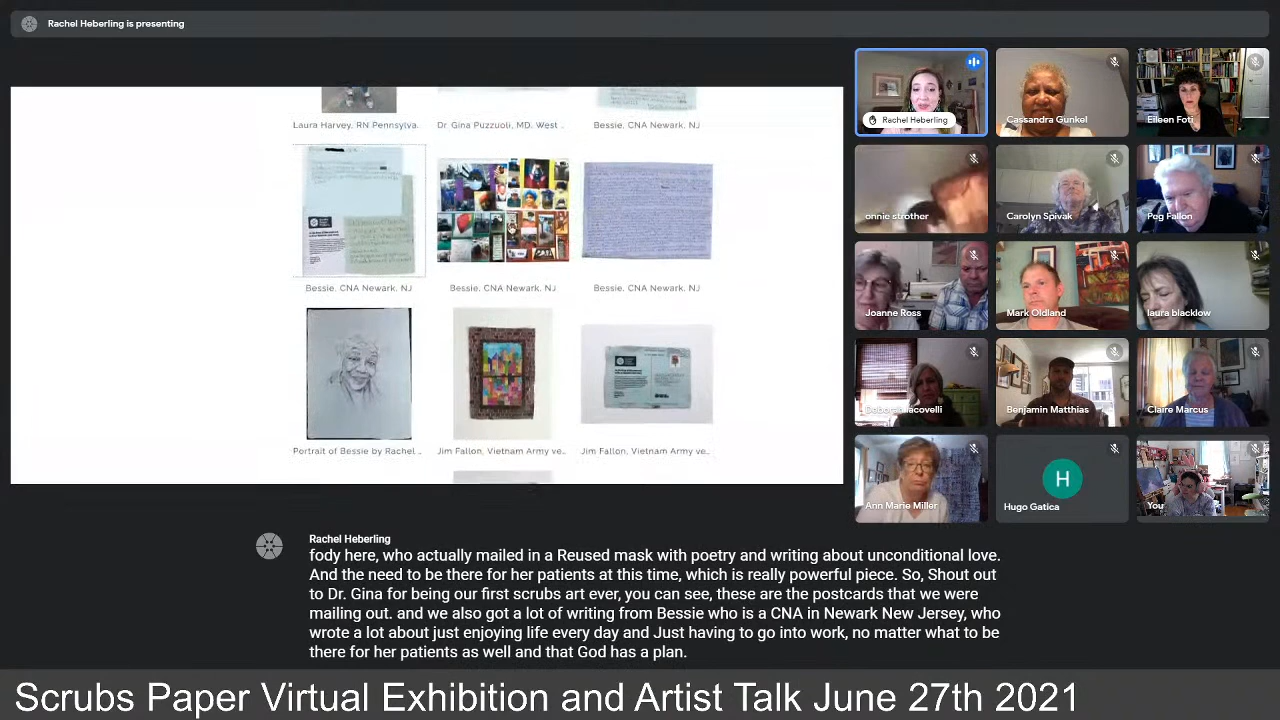 Rachel Heberling is presenting
Laura Harvey, RN Pennsylva.
Dr. Gina Puzzuoli, MD. West .
Bessie, CNA Newark, NJ
Bessie, CNA Newark, NJ
Bessie, CNA Newark, NJ
Bessie, CNA Newark, NJ
Portrait of Bessie by Rachel ..
Jim Fallon, Vietnam Army ve..
Jim Fallon, Vietnam Army ve..
Rachel Heberling
Cassandra Gunkel
Eileen Foti
onnie strother
Carolyn Spivak
Peg Fallon
Joanne Ross
Mark Oldland
laura blacklow
Deborah Iacovelli
Benjamin Matthias
Claire Marcus
Ann Marie Miller
H
Hugo Gatica
You
Rachel Heberling
fody here, who actually mailed in a Reused mask with poetry and writing about unconditional love.
And the need to be there for her patients at this time, which is really powerful piece. So, Shout out
to Dr. Gina for being our first scrubs art ever, you can see, these are the postcards that we were
mailing out. and we also got a lot of writing from Bessie who is a CNA in Newark New Jersey, who
wrote a lot about just enjoying life every day and Just having to go into work, no matter what to be
there for her patients as well and that God has a plan.
Scrubs Paper Virtual Exhibition and Artist Talk June 27th 2021